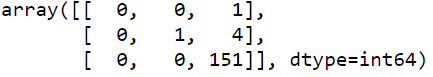 array([[  0,   0,   1],
       [  0,   1,   4],
       [  0,   0, 151]], dtype=int64)